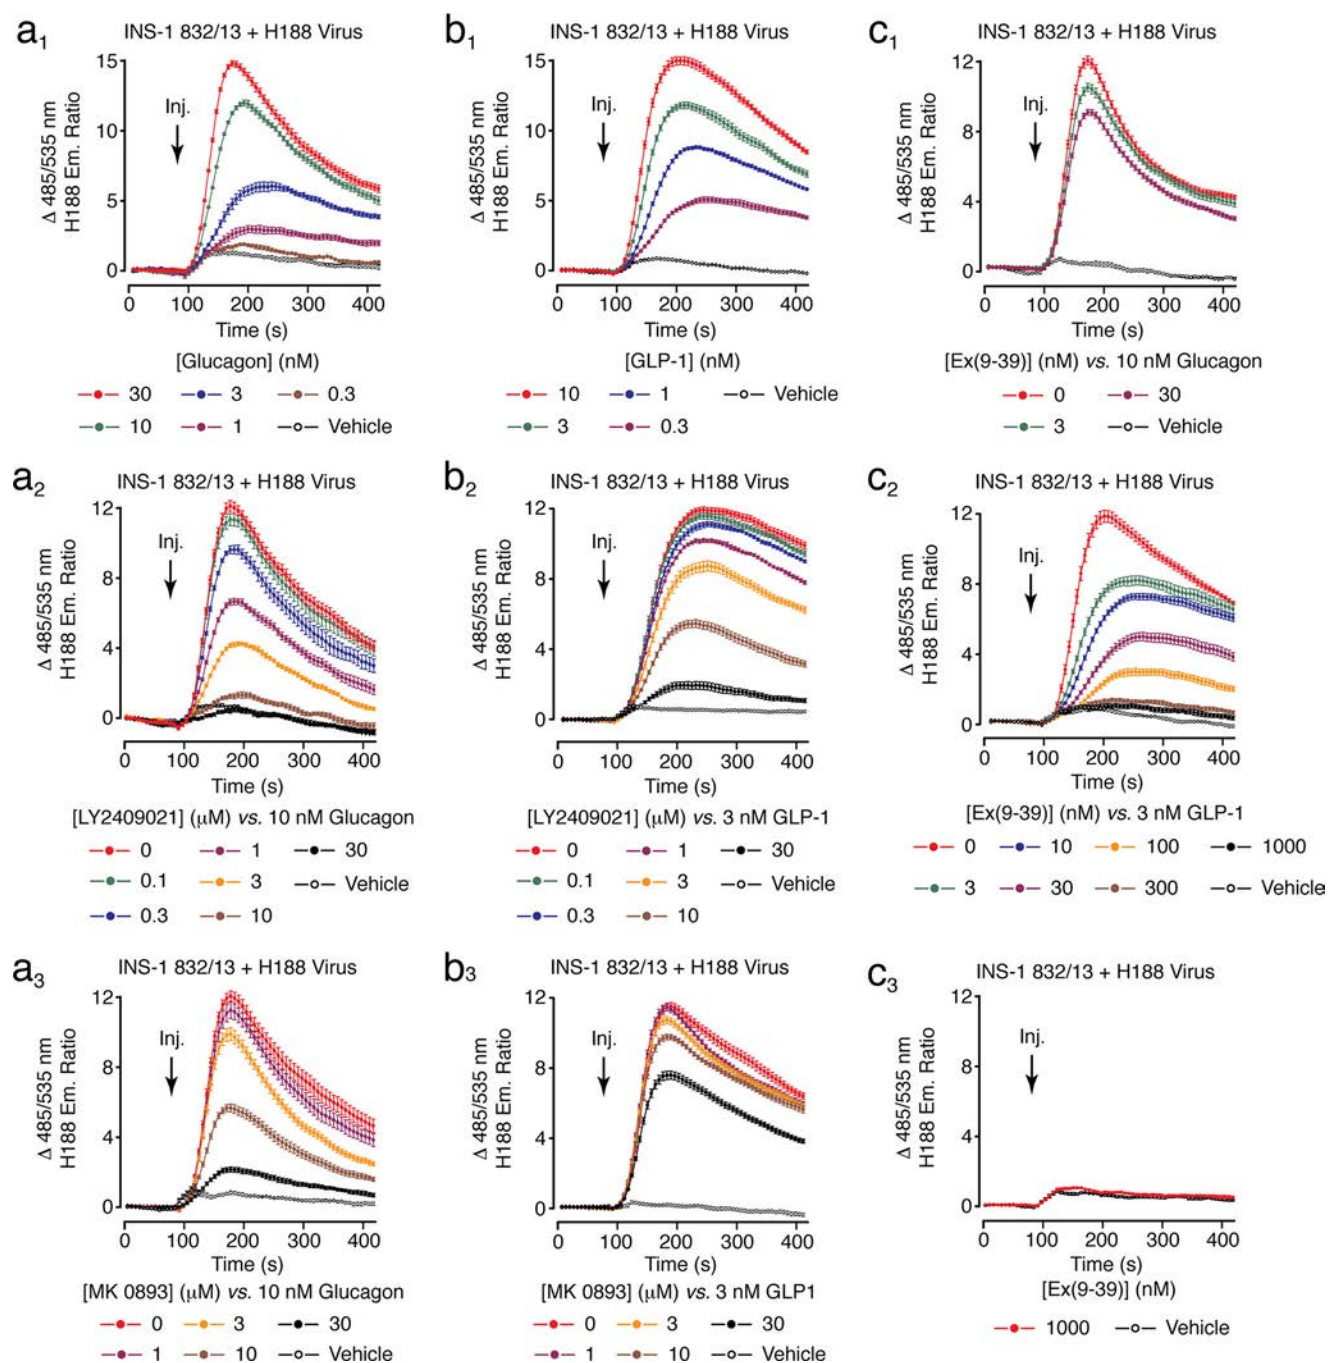 a1
INS-1 832/13 + H188 Virus
Δ 485/535 nm
H188 Em. Ratio
15
10
5
0
Inj.
0 100 200 300 400
Time (s)
[Glucagon] (nM)
30 3 0.3
10 1 Vehicle
b1
INS-1 832/13 + H188 Virus
Δ 485/535 nm
H188 Em. Ratio
15
10
5
0
Inj.
0 100 200 300 400
Time (s)
[GLP-1] (nM)
10 1 Vehicle
3 0.3
c1
INS-1 832/13 + H188 Virus
Δ 485/535 nm
H188 Em. Ratio
12
8
4
0
Inj.
0 100 200 300 400
Time (s)
[Ex(9-39)] (nM) vs. 10 nM Glucagon
0 30
3 Vehicle
a2
INS-1 832/13 + H188 Virus
Δ 485/535 nm
H188 Em. Ratio
12
8
4
0
Inj.
0 100 200 300 400
Time (s)
[LY2409021] (μM) vs. 10 nM Glucagon
0 1 30
0.1 3 Vehicle
0.3 10
b2
INS-1 832/13 + H188 Virus
Δ 485/535 nm
H188 Em. Ratio
12
8
4
0
Inj.
0 100 200 300 400
Time (s)
[LY2409021] (μM) vs. 3 nM GLP-1
0 1 30
0.1 3 Vehicle
0.3 10
c2
INS-1 832/13 + H188 Virus
Δ 485/535 nm
H188 Em. Ratio
12
8
4
0
Inj.
0 100 200 300 400
Time (s)
[Ex(9-39)] (nM) vs. 3 nM GLP-1
0 10 100 1000
3 30 300 Vehicle
a3
INS-1 832/13 + H188 Virus
Δ 485/535 nm
H188 Em. Ratio
12
8
4
0
Inj.
0 100 200 300 400
Time (s)
[MK 0893] (μM) vs. 10 nM Glucagon
0 3 30
1 10 Vehicle
b3
INS-1 832/13 + H188 Virus
Δ 485/535 nm
H188 Em. Ratio
12
8
4
0
Inj.
0 100 200 300 400
Time (s)
[MK 0893] (μM) vs. 3 nM GLP1
0 3 30
1 10 Vehicle
c3
INS-1 832/13 + H188 Virus
Δ 485/535 nm
H188 Em. Ratio
12
8
4
0
Inj.
0 100 200 300 400
Time (s)
[Ex(9-39)] (nM)
1000 Vehicle